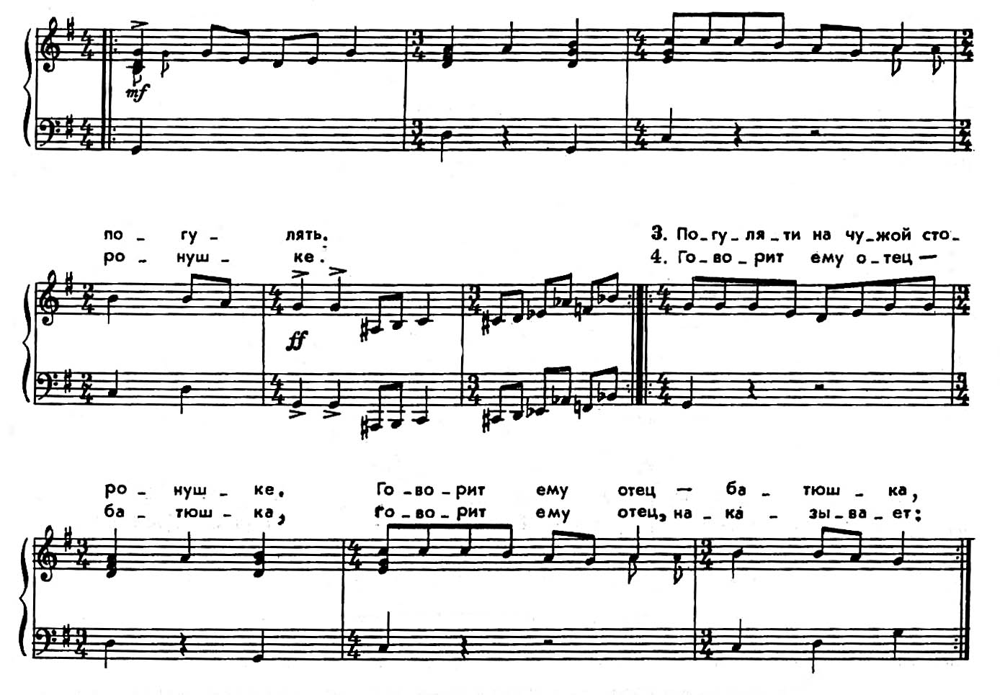 mf
по - гу - лять.
ро - нуш - ке.
3. По-гу-ля-ти на чу-жой сто-
4. Го-во-рит ему о-тец —
ff
ро - нуш - ке. Го-во-рит ему отец — ба - тюш - ка,
ба - тюш - ка, Го-во-рит ему отец, на-ка - зы-ва-ет: